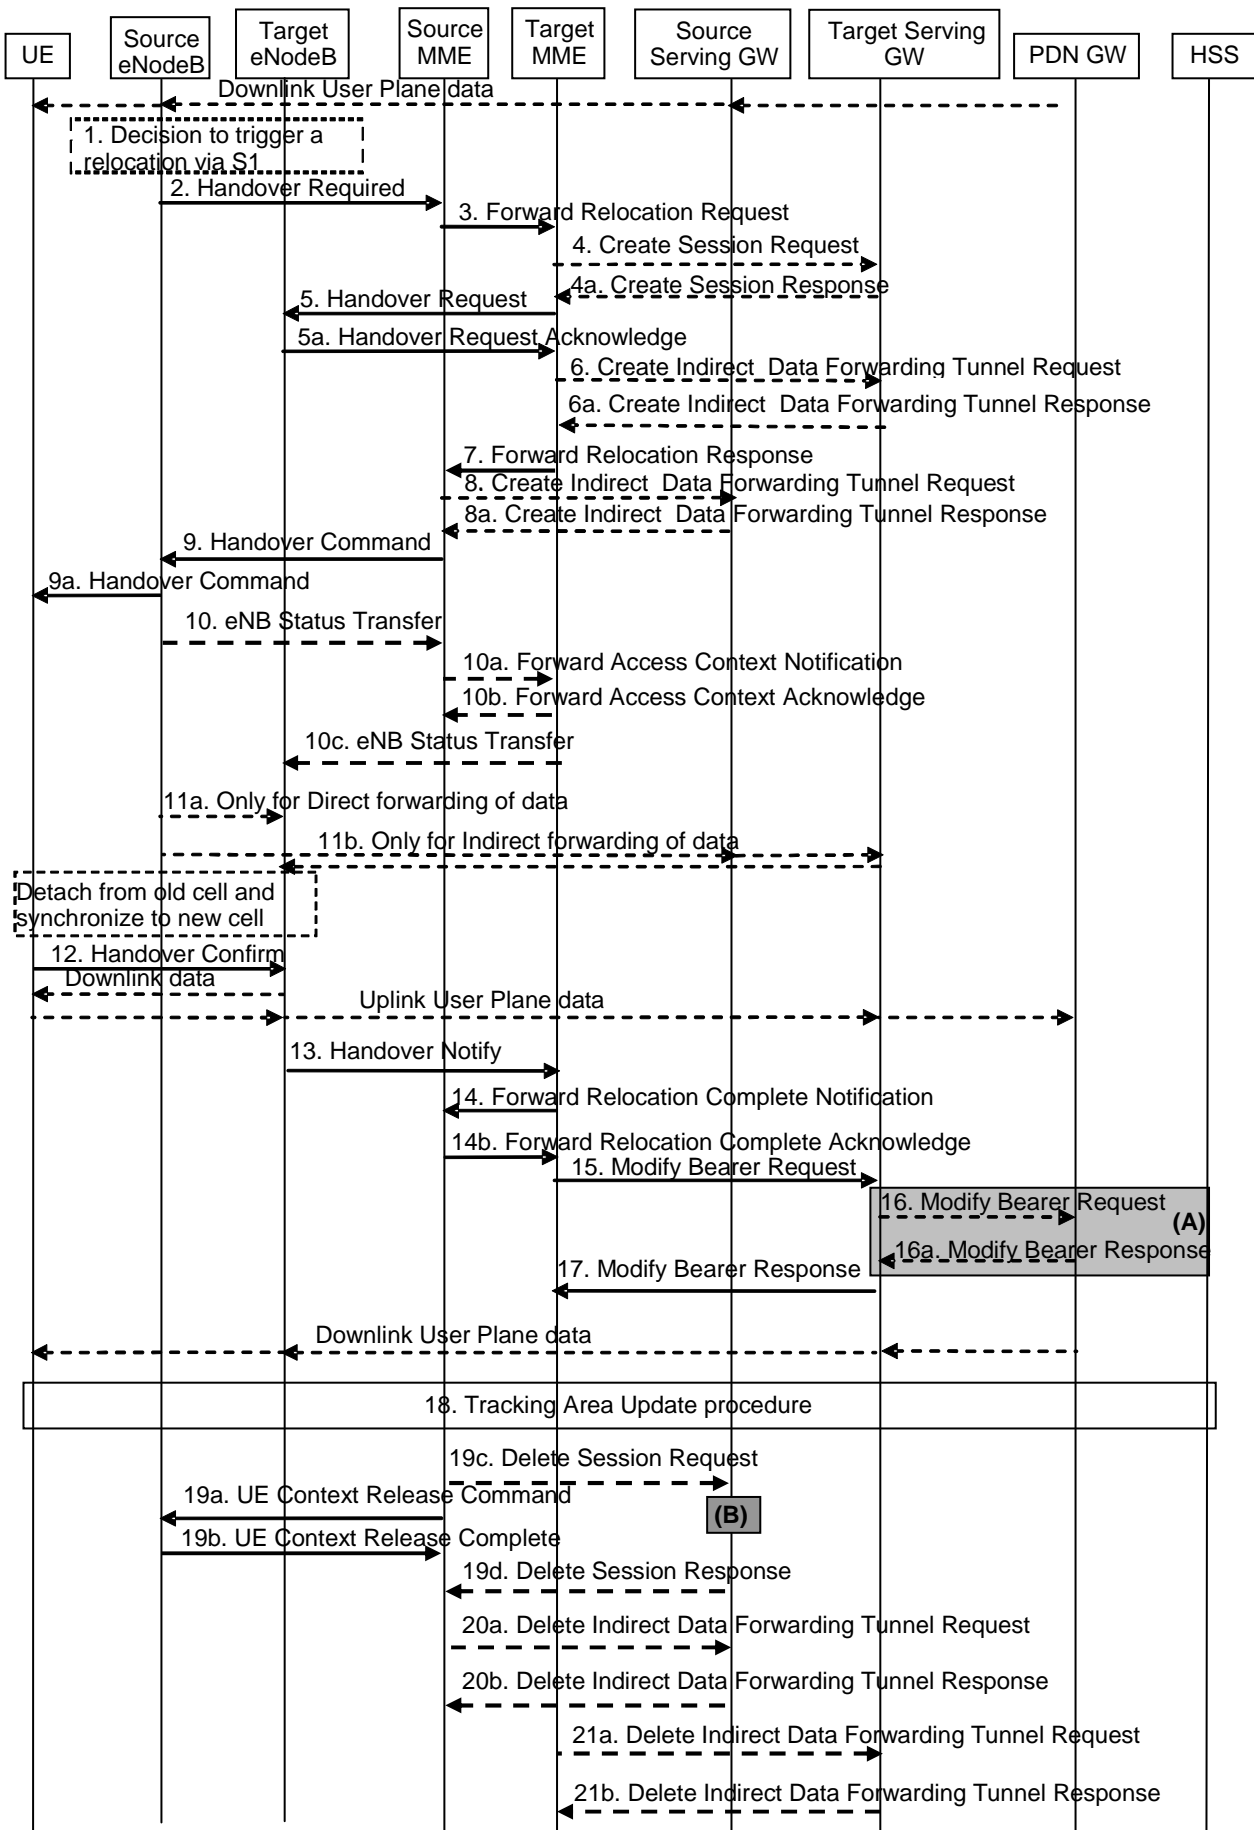 UE
Source
eNodeB
Target
eNodeB
Source
MME
Target
MME
Source
Serving GW
Target Serving
GW
PDN GW
HSS
Downlink User Plane data
1. Decision to trigger a
relocation via S1
2. Handover Required
3. Forward Relocation Request
4. Create Session Request
4a. Create Session Response
5. Handover Request
5a. Handover Request Acknowledge
6. Create Indirect Data Forwarding Tunnel Request
6a. Create Indirect Data Forwarding Tunnel Response
7. Forward Relocation Response
8. Create Indirect Data Forwarding Tunnel Request
8a. Create Indirect Data Forwarding Tunnel Response
9. Handover Command
9a. Handover Command
10. eNB Status Transfer
10a. Forward Access Context Notification
10b. Forward Access Context Acknowledge
10c. eNB Status Transfer
11a. Only for Direct forwarding of data
11b. Only for Indirect forwarding of data
Detach from old cell and
synchronize to new cell
12. Handover Confirm
Downlink data
Uplink User Plane data
13. Handover Notify
14. Forward Relocation Complete Notification
14b. Forward Relocation Complete Acknowledge
15. Modify Bearer Request
16. Modify Bearer Request
(A)
16a. Modify Bearer Response
17. Modify Bearer Response
Downlink User Plane data
18. Tracking Area Update procedure
19c. Delete Session Request
19a. UE Context Release Command
(B)
19b. UE Context Release Complete
19d. Delete Session Response
20a. Delete Indirect Data Forwarding Tunnel Request
20b. Delete Indirect Data Forwarding Tunnel Response
21a. Delete Indirect Data Forwarding Tunnel Request
21b. Delete Indirect Data Forwarding Tunnel Response